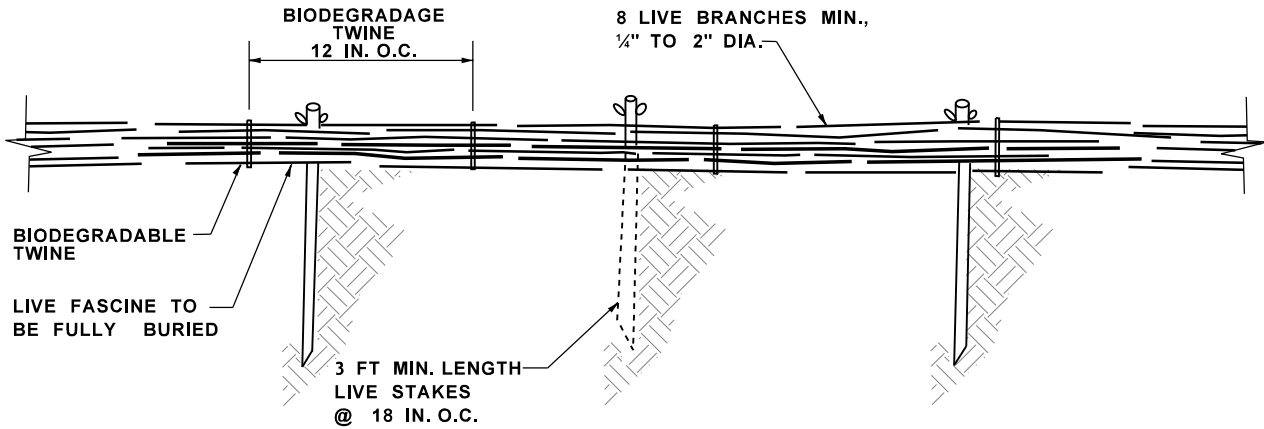 BIODEGRADAGE
TWINE
12 IN. O.C.
8 LIVE BRANCHES MIN.,
¼" TO 2" DIA.
BIODEGRADABLE
TWINE
LIVE FASCINE TO
BE FULLY BURIED
3 FT MIN. LENGTH
LIVE STAKES
@ 18 IN. O.C.